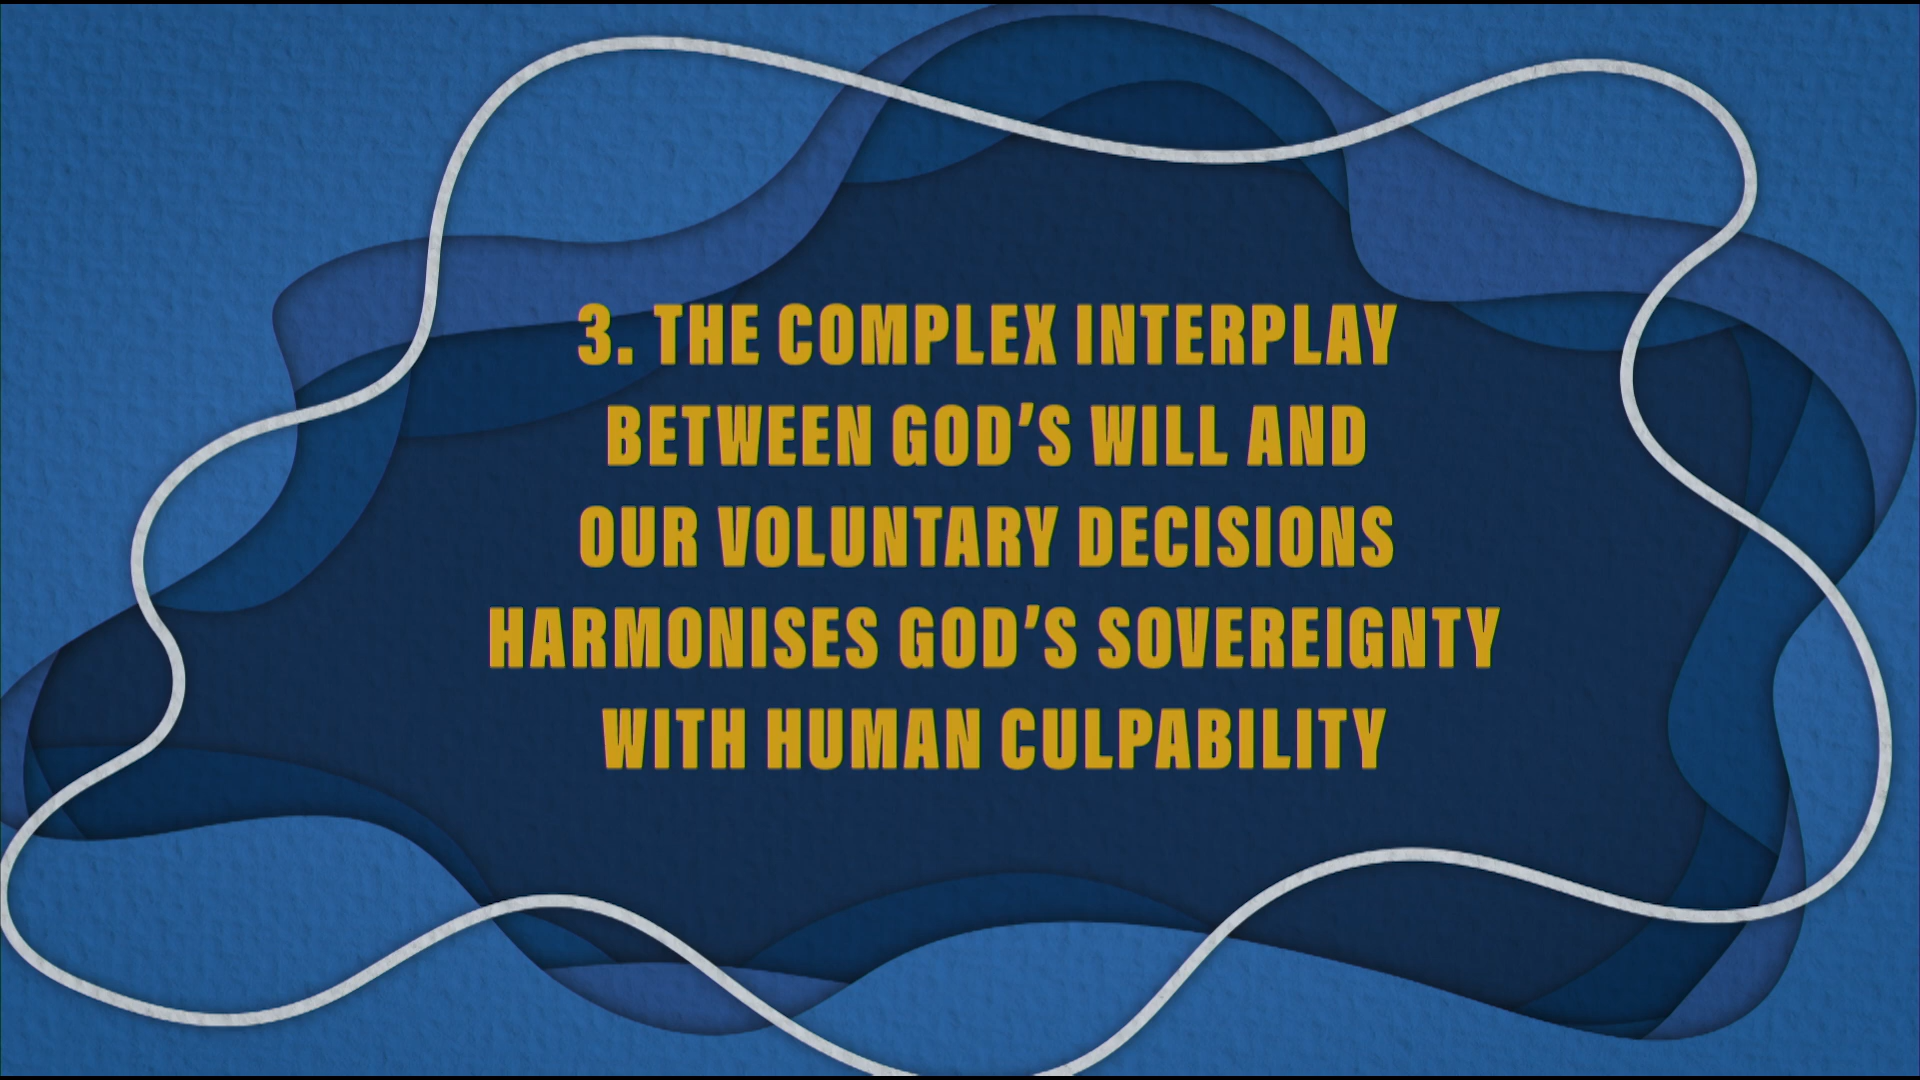 3. THE COMPLEX INTERPLAY
BETWEEN GOD’S WILL AND
OUR VOLUNTARY DECISIONS
HARMONISES GOD’S SOVEREIGNTY
WITH HUMAN CULPABILITY